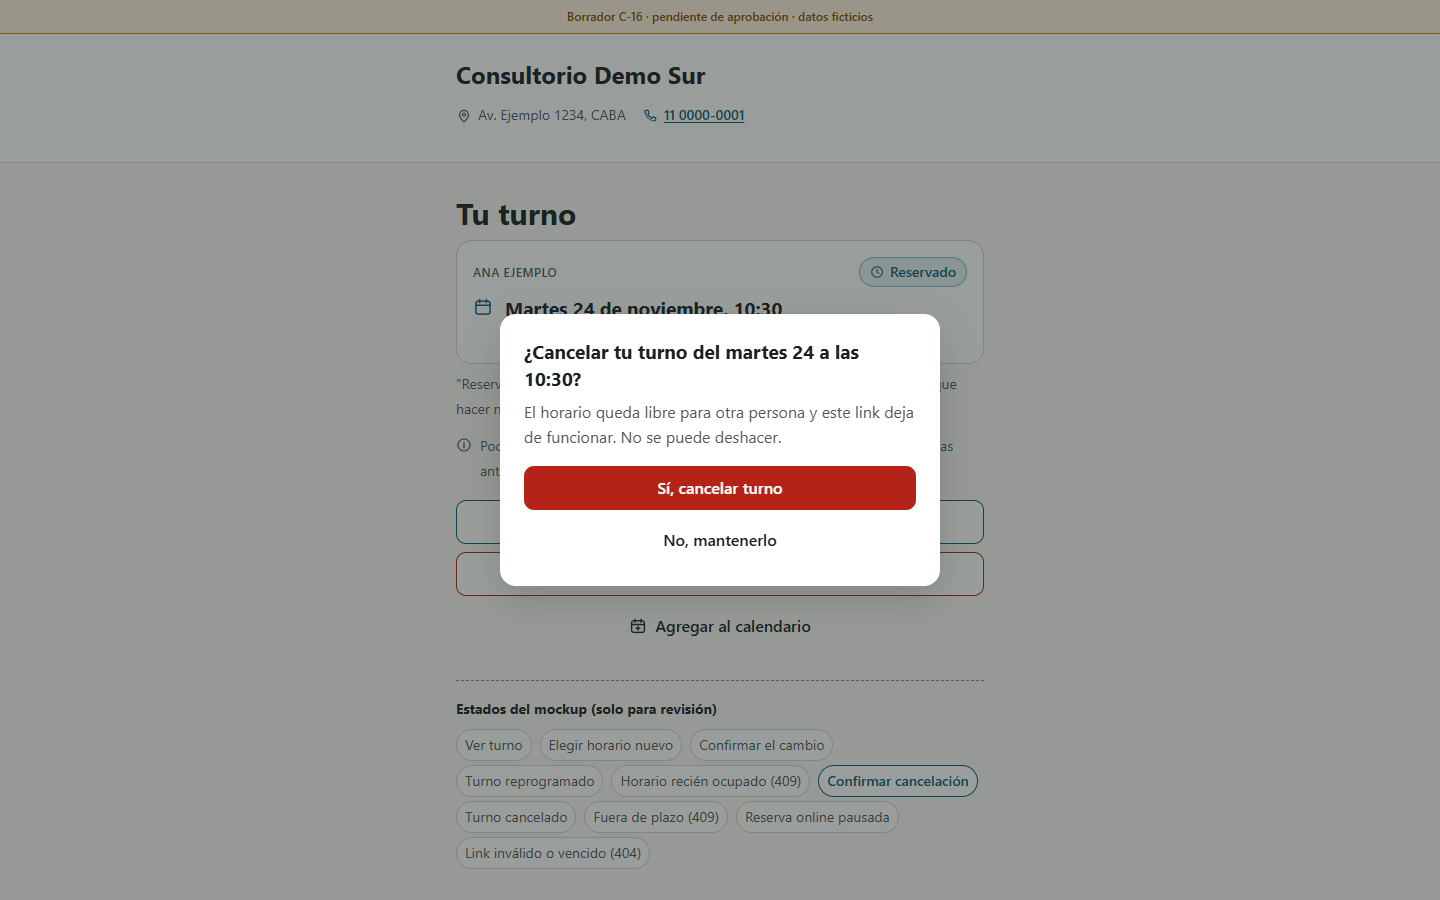 Borrador C-16 · pendiente de aprobación · datos ficticios
Consultorio Demo Sur
Av. Ejemplo 1234, CABA 11 0000-0001
Tu turno
ANA EJEMPLO Reservado
Martes 24 de noviembre, 10:30
¿Cancelar tu turno del martes 24 a las
10:30?
hacer
El horario queda libre para otra persona y este link deja
de funcionar. No se puede deshacer.
Sí, cancelar turno
No, mantenerlo
Agregar al calendario
Estados del mockup (solo para revisión)
Ver turno Elegir horario nuevo Confirmar el cambio
Turno reprogramado Horario recién ocupado (409) Confirmar cancelación
Turno cancelado Fuera de plazo (409) Reserva online pausada
Link inválido o vencido (404)